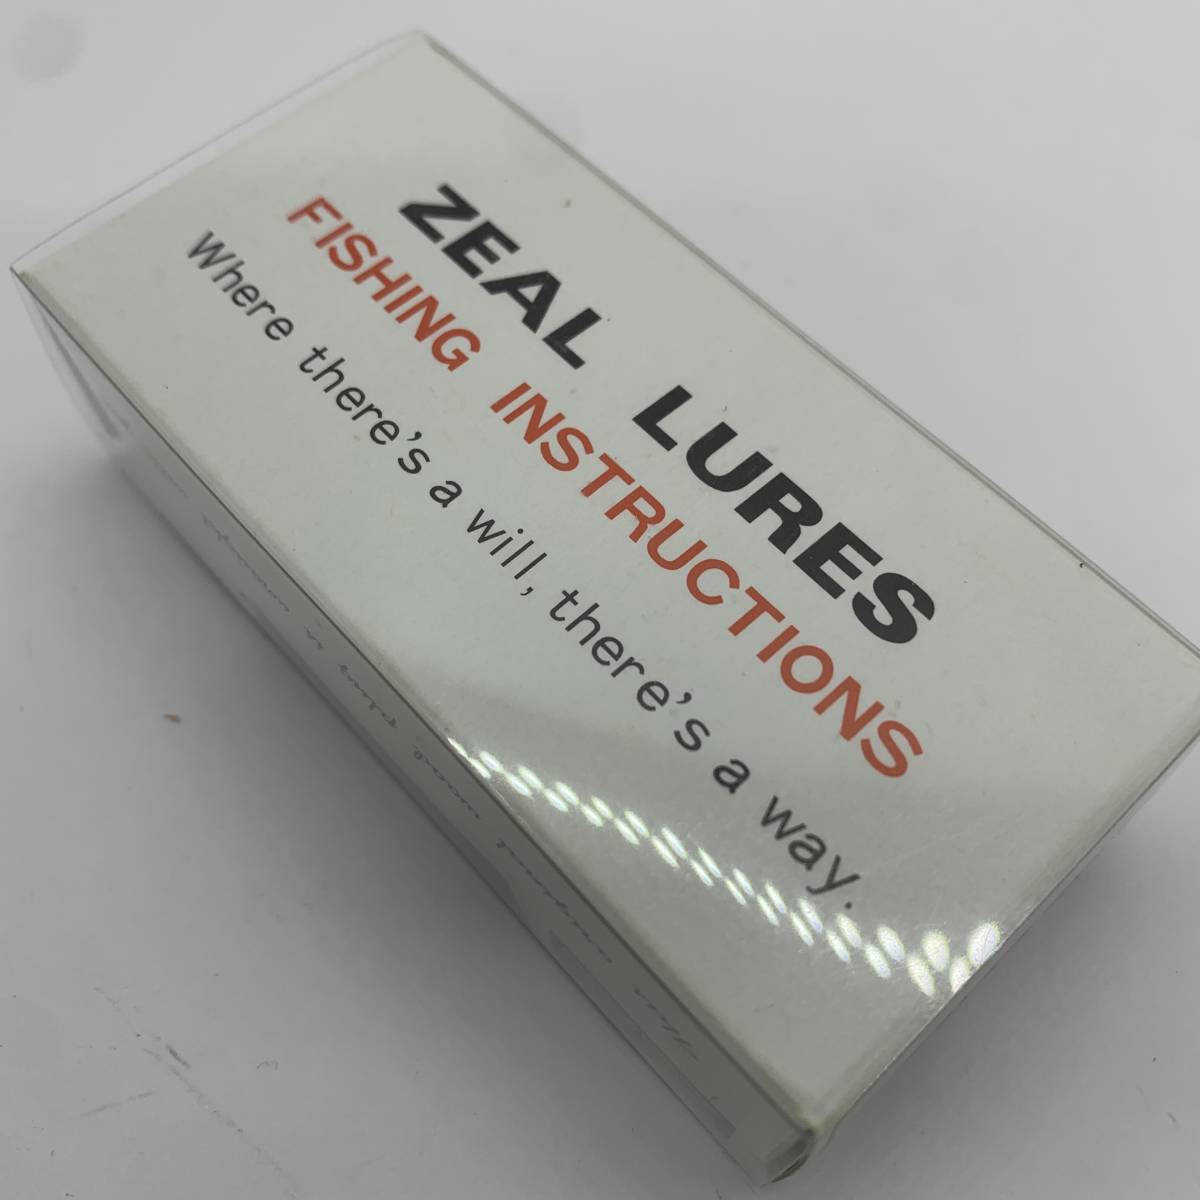 ZEAL LURES
FISHING INSTRUCTIONS
Where there's a will, there's a way.